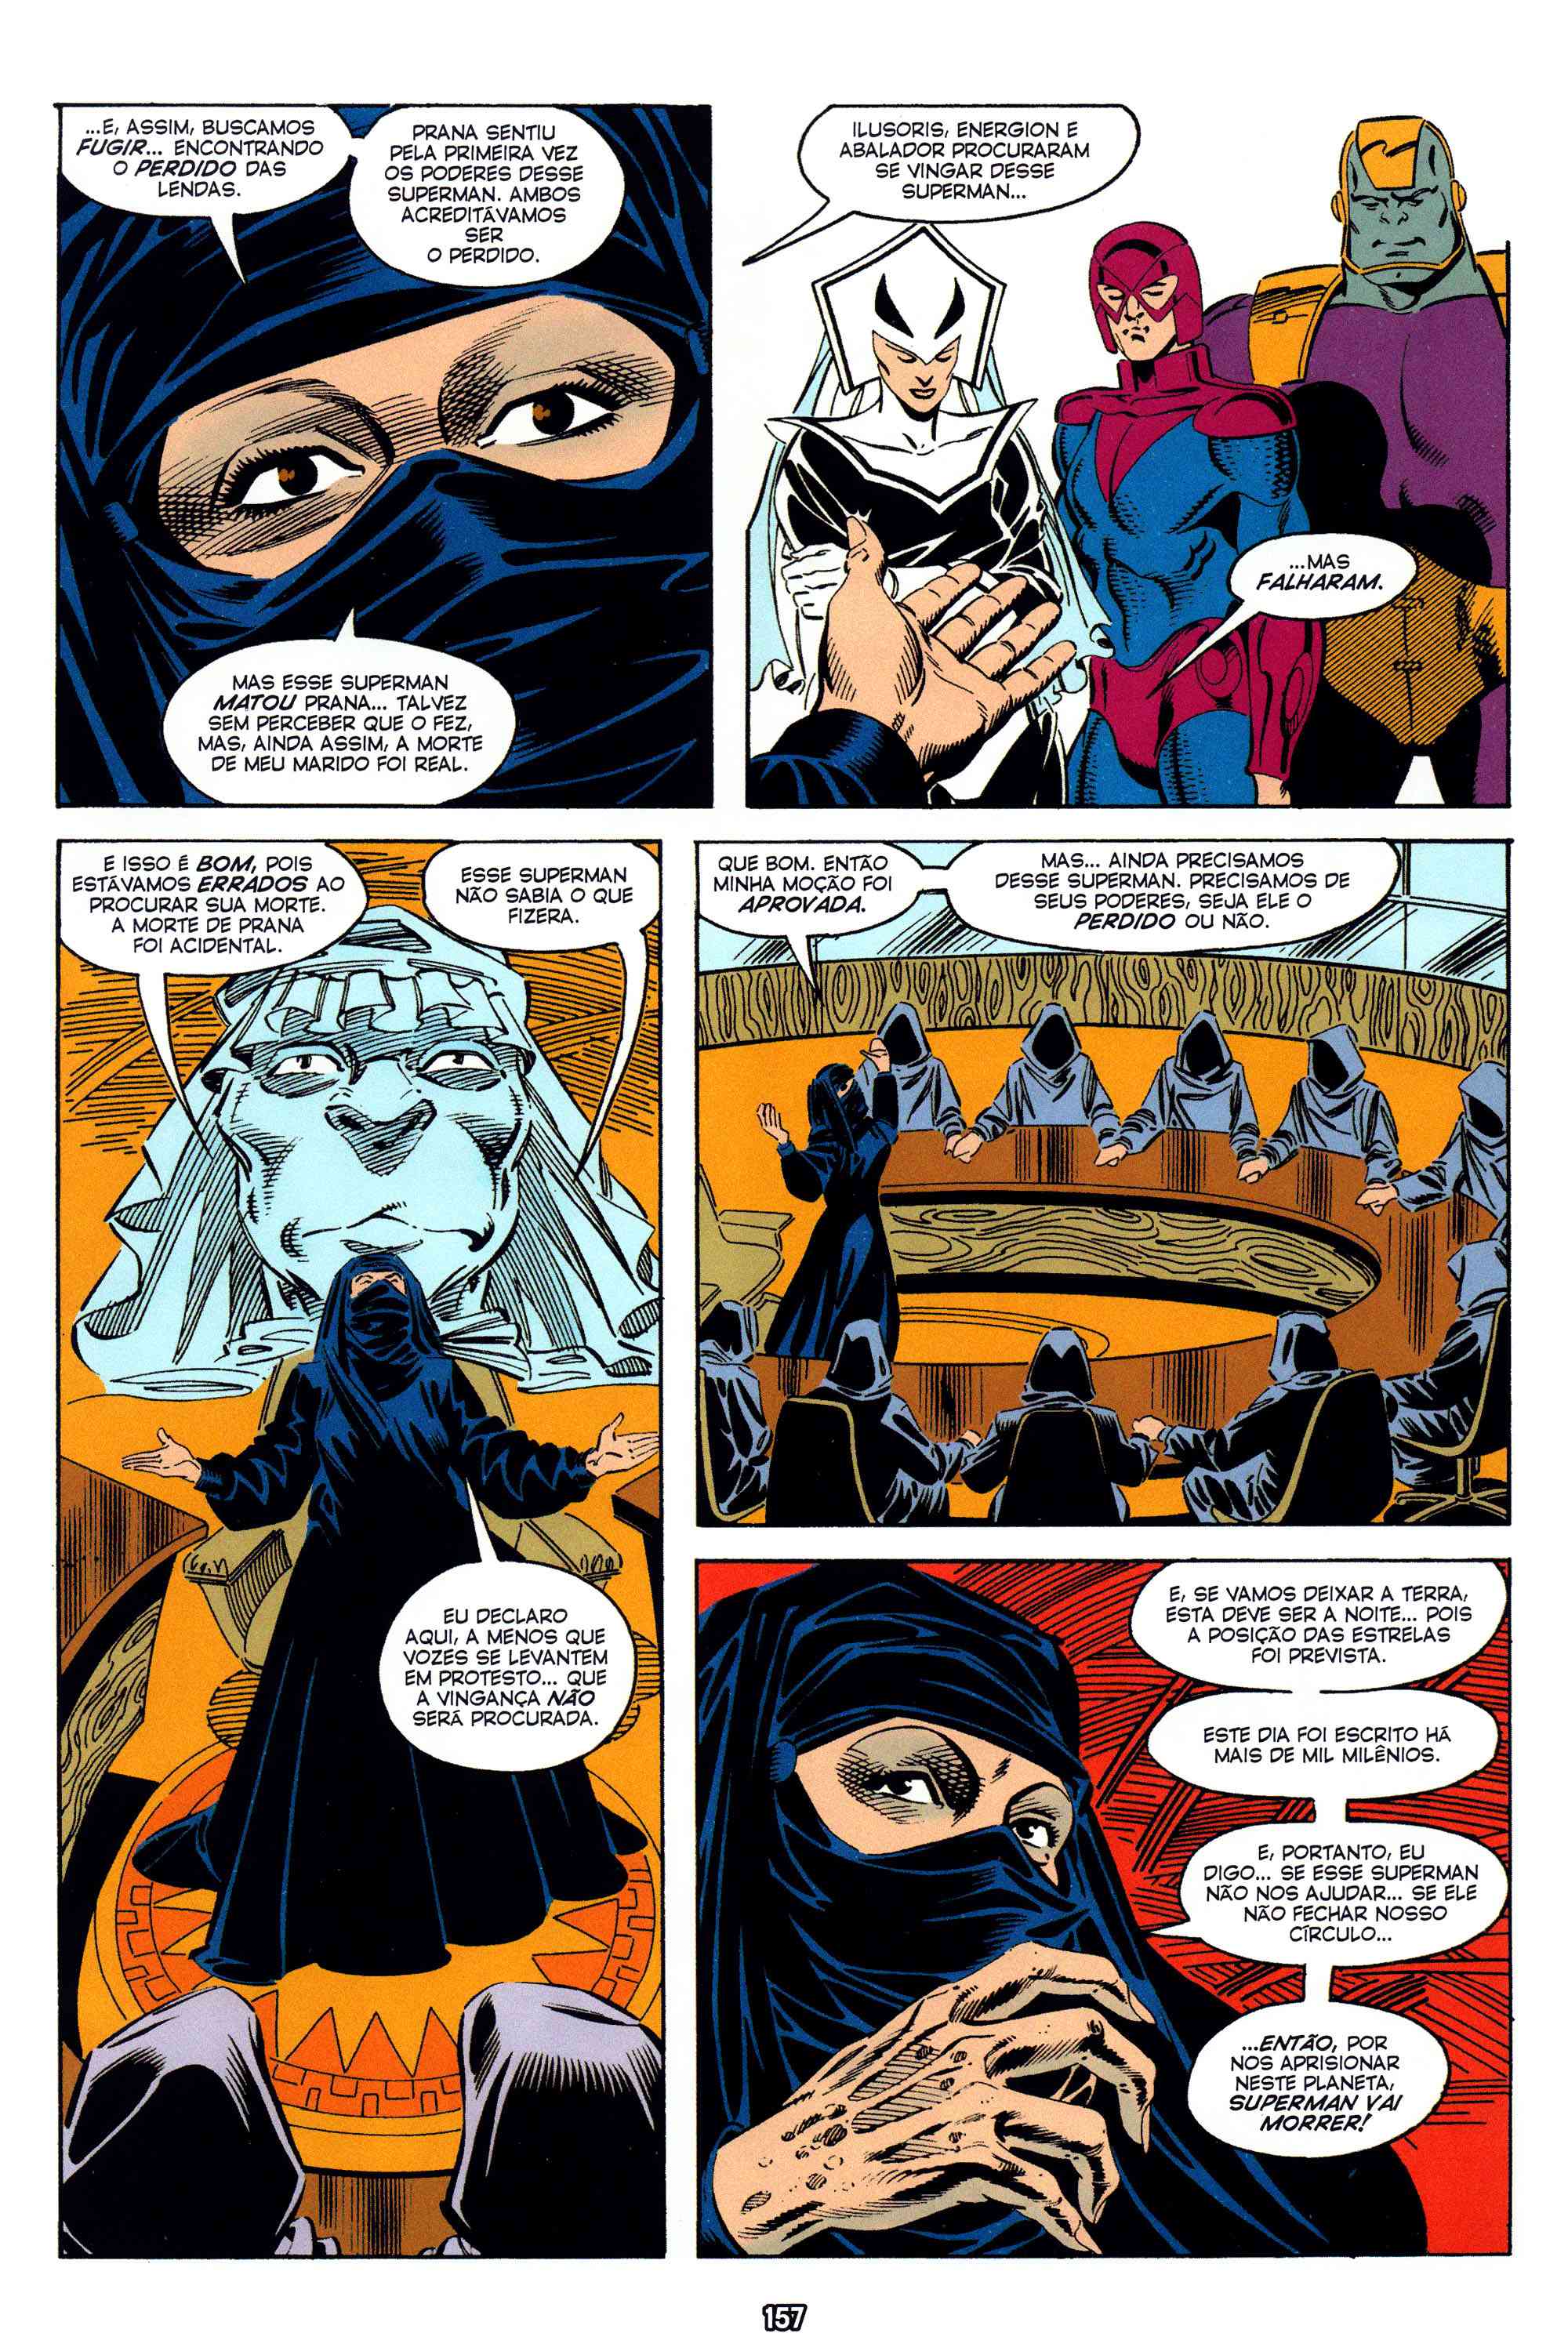 ...E, ASSIM, BUSCAMOS
FUGIR... ENCONTRANDO
O PERDIDO DAS
LENDAS.
PRANA SENTIU
PELA PRIMEIRA VEZ
OS PODERES DESSE
SUPERMAN. AMBOS
ACREDITÁVAMOS
SER
O PERDIDO.
MAS ESSE SUPERMAN
MATOU PRANA... TALVEZ
SEM PERCEBER QUE O FEZ,
MAS, AINDA ASSIM, A MORTE
DE MEU MARIDO FOI REAL.
ILUSORIS, ENERGION E
ABALADOR PROCURARAM
SE VINGAR DESSE
SUPERMAN...
...MAS
FALHARAM.
E ISSO É BOM, POIS
ESTÁVAMOS ERRADOS AO
PROCURAR SUA MORTE.
A MORTE DE PRANA
FOI ACIDENTAL.
ESSE SUPERMAN
NÃO SABIA O QUE
FIZERA.
EU DECLARO
AQUI, A MENOS QUE
VOZES SE LEVANTEM
EM PROTESTO... QUE
A VINGANÇA NÃO
SERÁ PROCURADA.
QUE BOM. ENTÃO
MINHA MOÇÃO FOI
APROVADA.
MAS... AINDA PRECISAMOS
DESSE SUPERMAN. PRECISAMOS DE
SEUS PODERES, SEJA ELE O
PERDIDO OU NÃO.
E, SE VAMOS DEIXAR A TERRA,
ESTA DEVE SER A NOITE... POIS
A POSIÇÃO DAS ESTRELAS
FOI PREVISTA.
ESTE DIA FOI ESCRITO HÁ
MAIS DE MIL MILÊNIOS.
E, PORTANTO, EU
DIGO... SE ESSE SUPERMAN
NÃO NOS AJUDAR... SE ELE
NÃO FECHAR NOSSO
CÍRCULO...
...ENTÃO, POR
NOS APRISIONAR
NESTE PLANETA,
SUPERMAN VAI
MORRER!
157